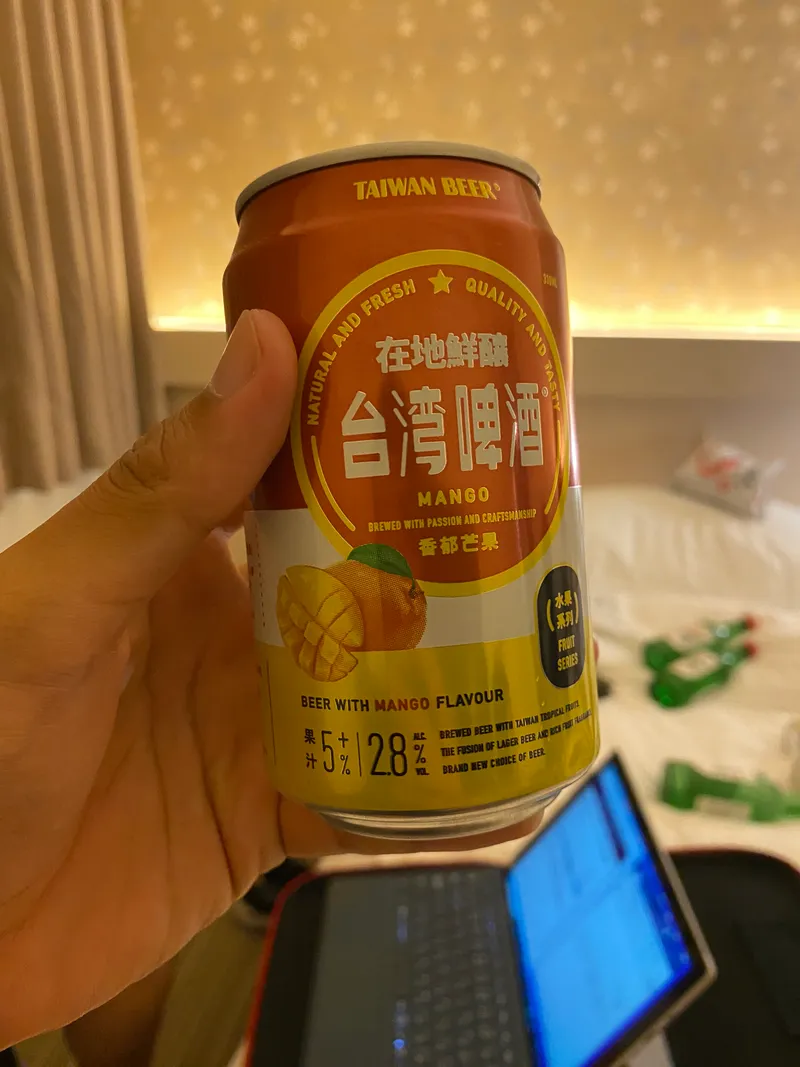 TAIWAN BEER®
330ML
NATURAL AND FRESH ★ QUALITY AND TASTY
在地鮮釀
台湾啤酒®
MANGO
BREWED WITH PASSION AND CRAFTSMANSHIP
香郁芒果
水果
系列
FRUIT
SERIES
BEER WITH MANGO FLAVOUR
果汁 5+% | 2.8 ALC. % VOL.
BREWED BEER WITH TAIWAN TROPICAL FRUITS.
THE FUSION OF LAGER BEER AND RICH FRUIT FRAGRANCE.
BRAND NEW CHOICE OF BEER.